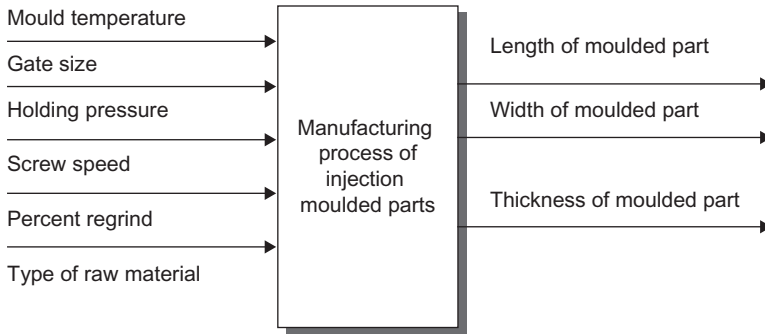 Mould temperature
Gate size
Holding pressure
Screw speed
Percent regrind
Type of raw material
Manufacturing
process of
injection
moulded parts
Length of moulded part
Width of moulded part
Thickness of moulded part